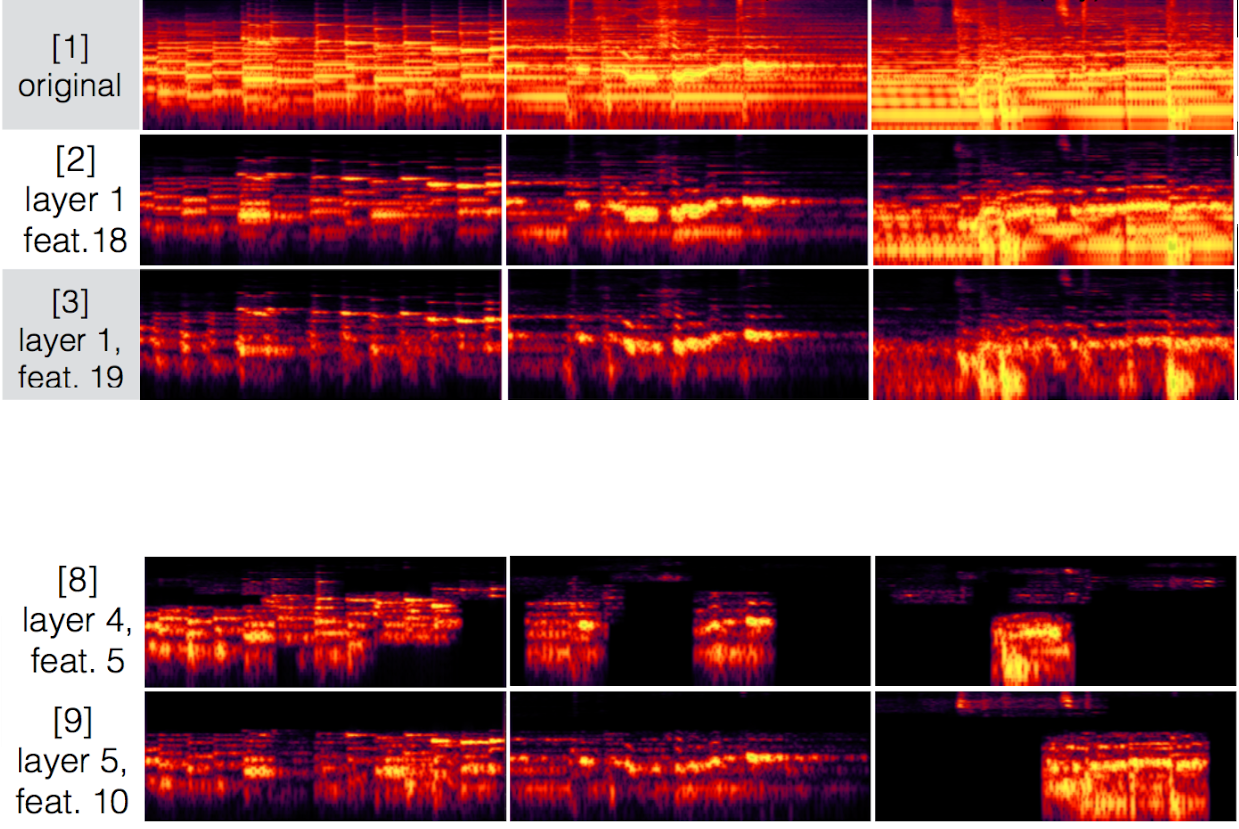 [1]
original
[2]
layer 1
feat.18
[3]
layer 1,
feat. 19
[8]
layer 4,
feat. 5
[9]
layer 5,
feat. 10